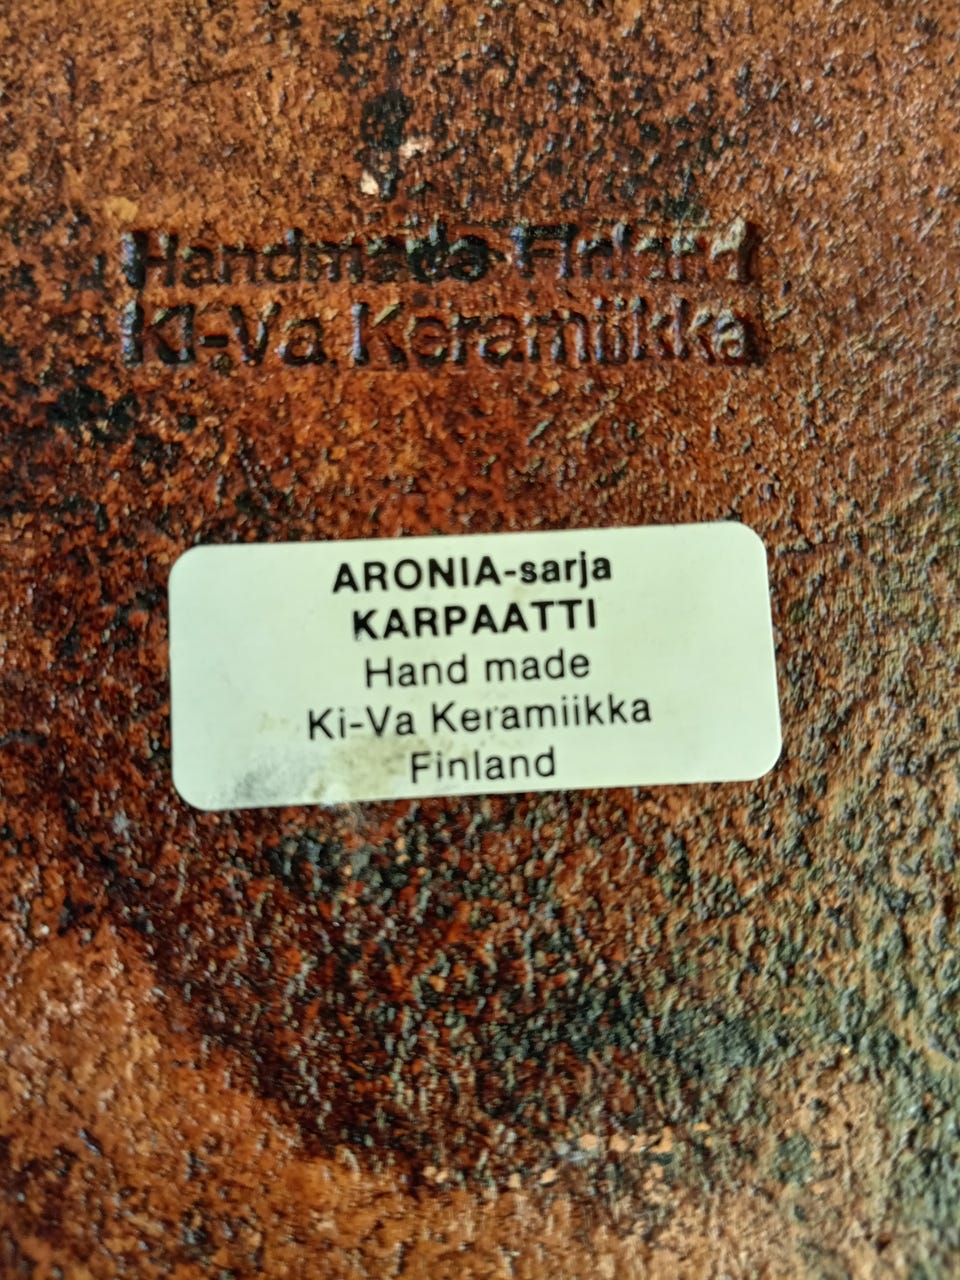 Handmade Finland
Ki-Va Keramiikka
ARONIA-sarja
KARPAATTI
Hand made
Ki-Va Keramiikka
Finland